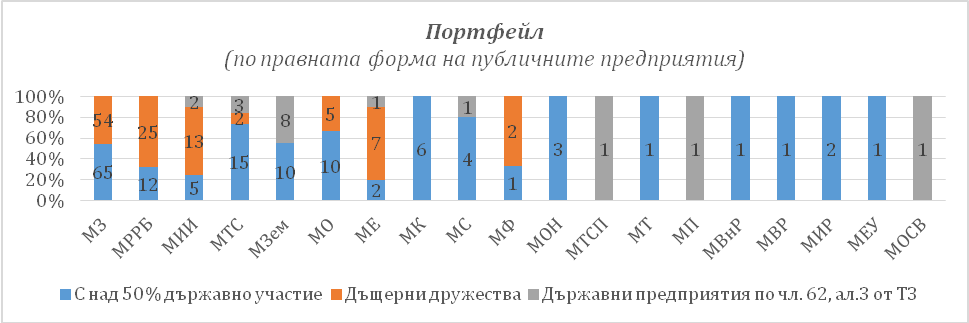 Портфейл
(по правната форма на публичните предприятия)
100%
80%
60%
40%
20%
0%
54 25 2 3 8 5 1 1 2
13 2 7
65 12 5 15 10 10 2 6 4 1 3 1 1 1 1 1 2 1 1
МЗ МРРБ МИИ МТС МЗем МО МЕ МК МС МФ МОН МТСП МТ МП МВнР МВР МИР МЕУ МОСВ
С над 50% държавно участие Дъщерни дружества Държавни предприятия по чл. 62, ал.3 от ТЗ